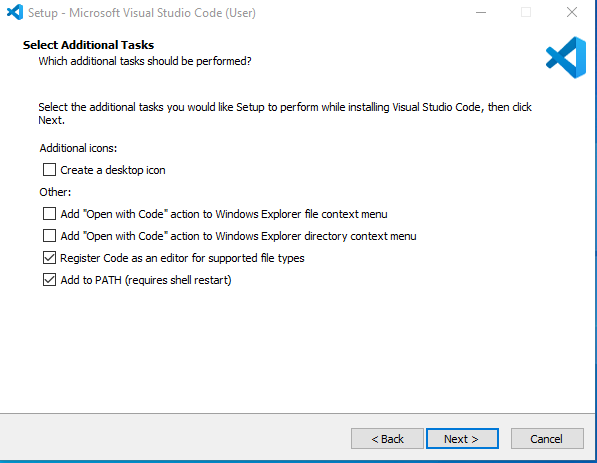 Setup - Microsoft Visual Studio Code (User)
Select Additional Tasks
Which additional tasks should be performed?
Select the additional tasks you would like Setup to perform while installing Visual Studio Code, then click
Next.
Additional icons:
Create a desktop icon
Other:
Add "Open with Code" action to Windows Explorer file context menu
Add "Open with Code" action to Windows Explorer directory context menu
Register Code as an editor for supported file types
Add to PATH (requires shell restart)
< Back Next > Cancel